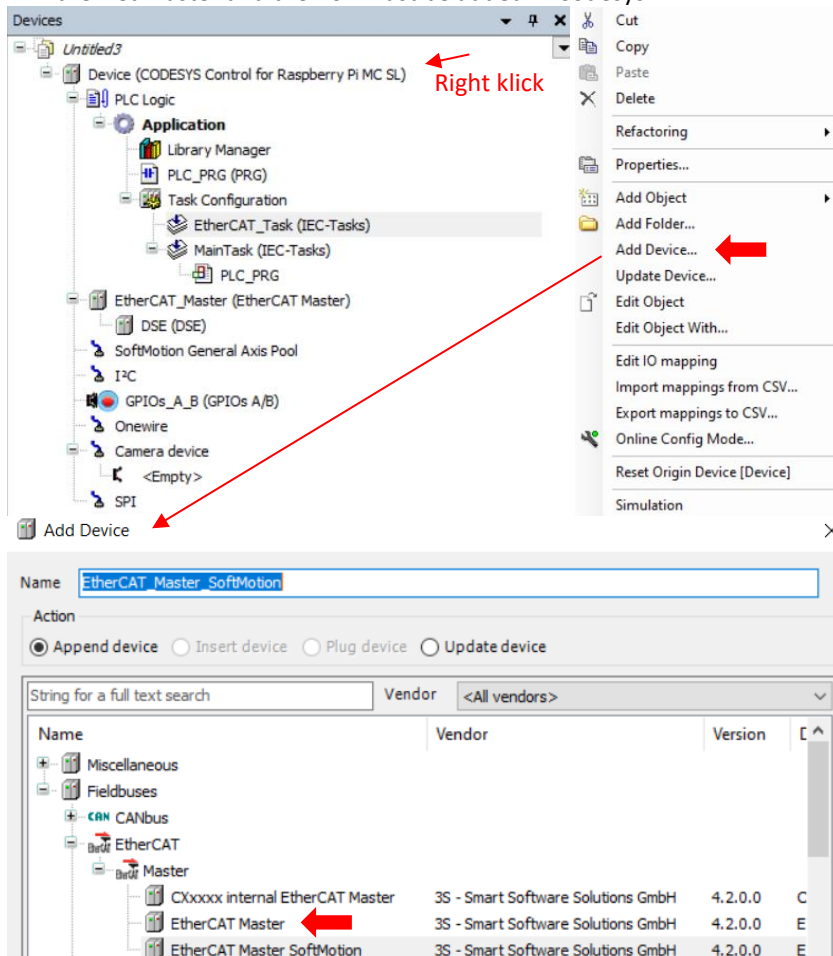 Devices
Untitled3
Device (CODESYS Control for Raspberry Pi MC SL)
PLC Logic
Application
Library Manager
PLC_PRG (PRG)
Task Configuration
EtherCAT_Task (IEC-Tasks)
MainTask (IEC-Tasks)
PLC_PRG
EtherCAT_Master (EtherCAT Master)
DSE (DSE)
SoftMotion General Axis Pool
I²C
GPIOs_A_B (GPIOs A/B)
Onewire
Camera device
<Empty>
SPI
Right klick
Cut
Copy
Paste
Delete
Refactoring
Properties...
Add Object
Add Folder...
Add Device...
Update Device...
Edit Object
Edit Object With...
Edit IO mapping
Import mappings from CSV...
Export mappings to CSV...
Online Config Mode...
Reset Origin Device [Device]
Simulation
Add Device
Name EtherCAT_Master_SoftMotion
Action
Append device Insert device Plug device Update device
String for a full text search Vendor <All vendors>
Name Vendor Version
Miscellaneous
Fieldbuses
CAN CANbus
EtherCAT
Master
CXxxxx internal EtherCAT Master 3S - Smart Software Solutions GmbH 4.2.0.0 C
EtherCAT Master 3S - Smart Software Solutions GmbH 4.2.0.0 E
EtherCAT Master SoftMotion 3S - Smart Software Solutions GmbH 4.2.0.0 E